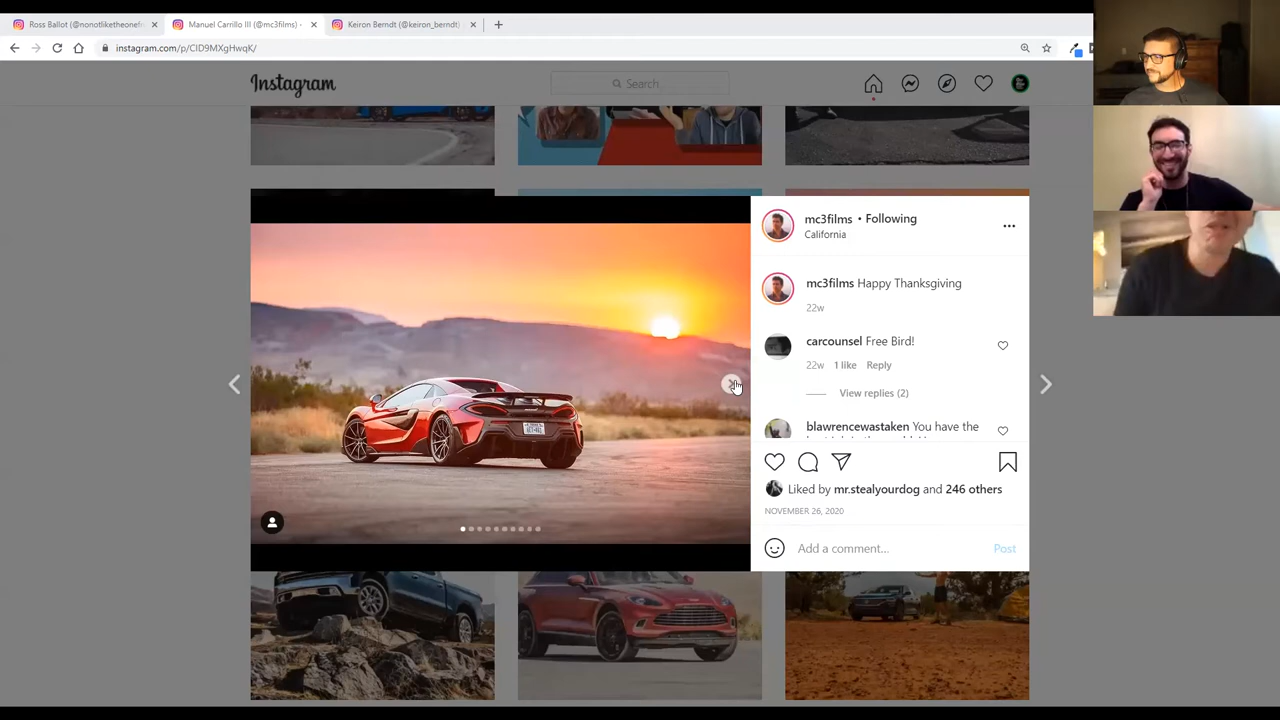 Ross Ballot (@nonotliketheonefr
Manuel Carrillo III (@mc3films) •
Keiron Berndt (@keiron_berndt)
instagram.com/p/CID9MXgHwqK/
Instagram
Search
mc3films • Following
California
mc3films Happy Thanksgiving
22w
carcounsel Free Bird!
22w 1 like Reply
View replies (2)
blawrencewastaken You have the
Liked by mr.stealyourdog and 246 others
NOVEMBER 26, 2020
Add a comment... Post